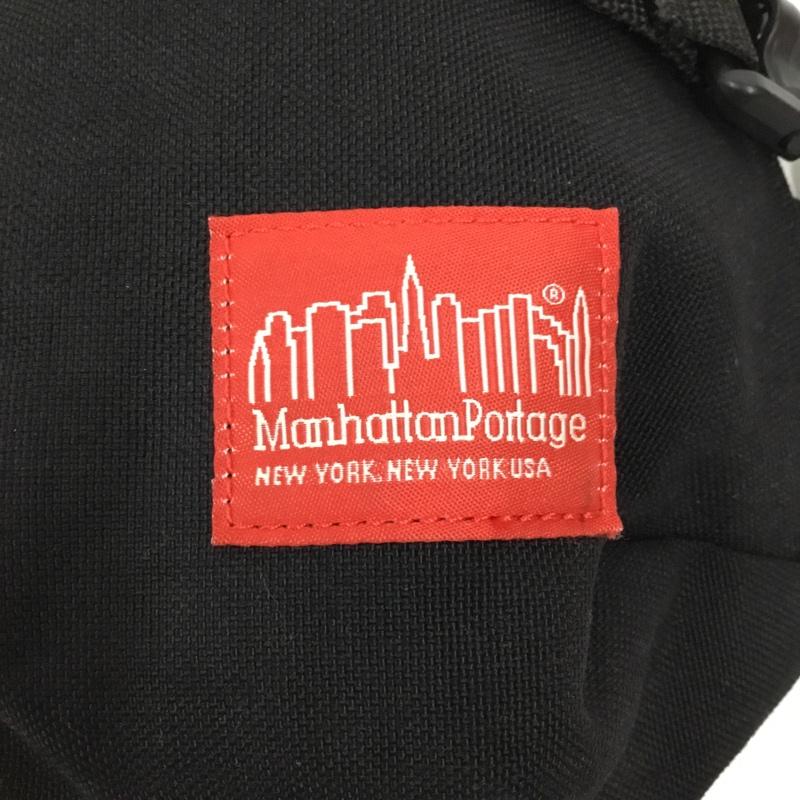 ®
ManhattanPortage
NEW YORK, NEW YORK USA